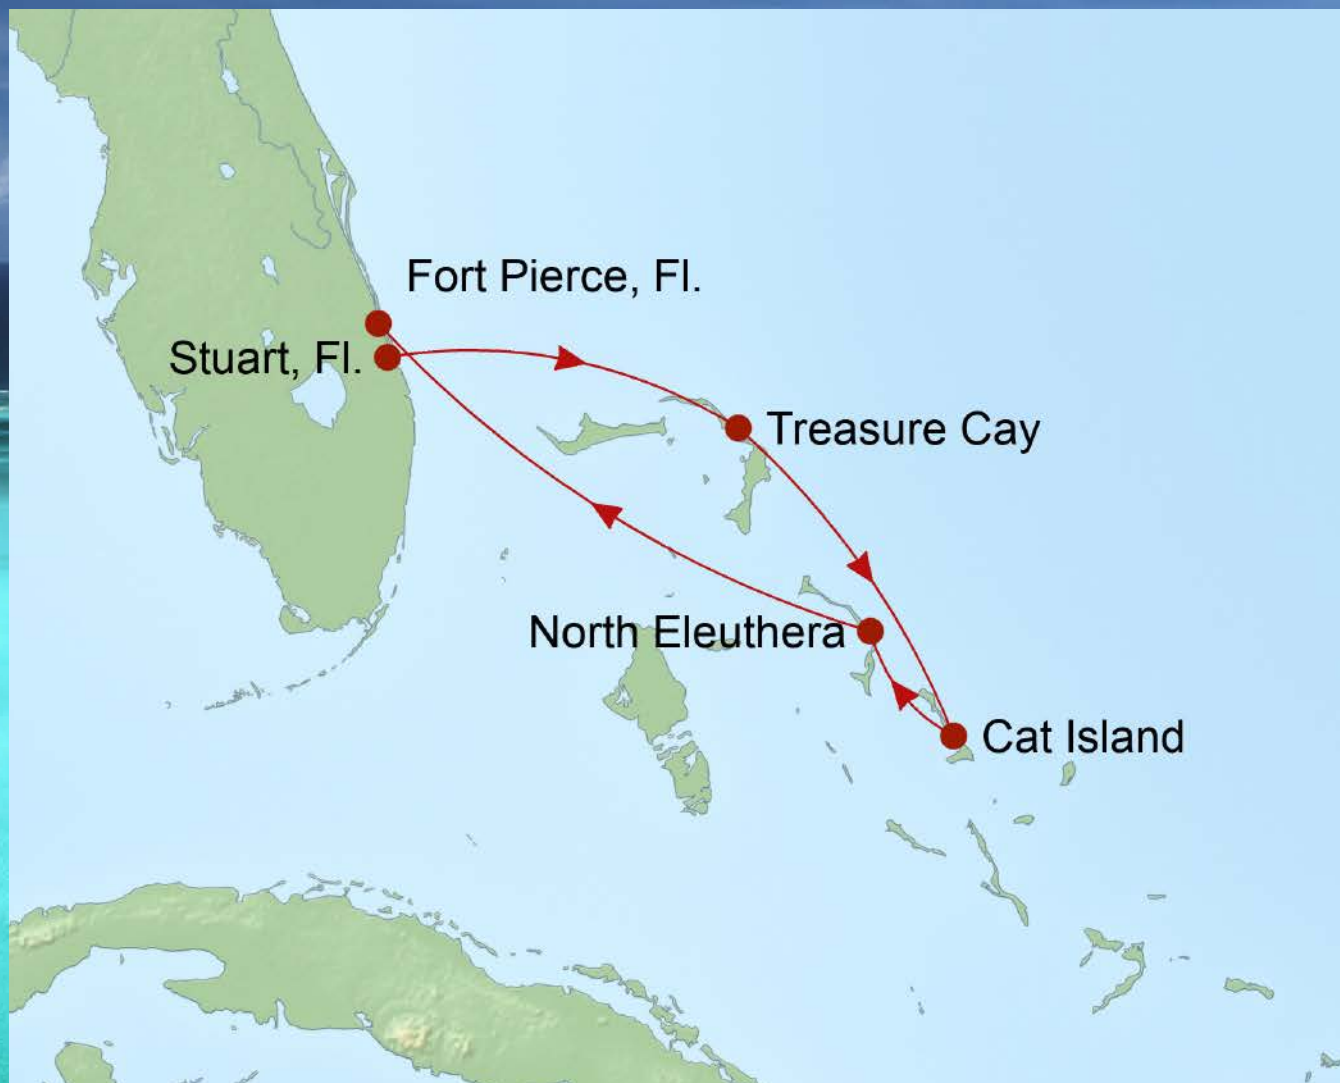 Fort Pierce, Fl.
Stuart, Fl.
Treasure Cay
North Eleuthera
Cat Island